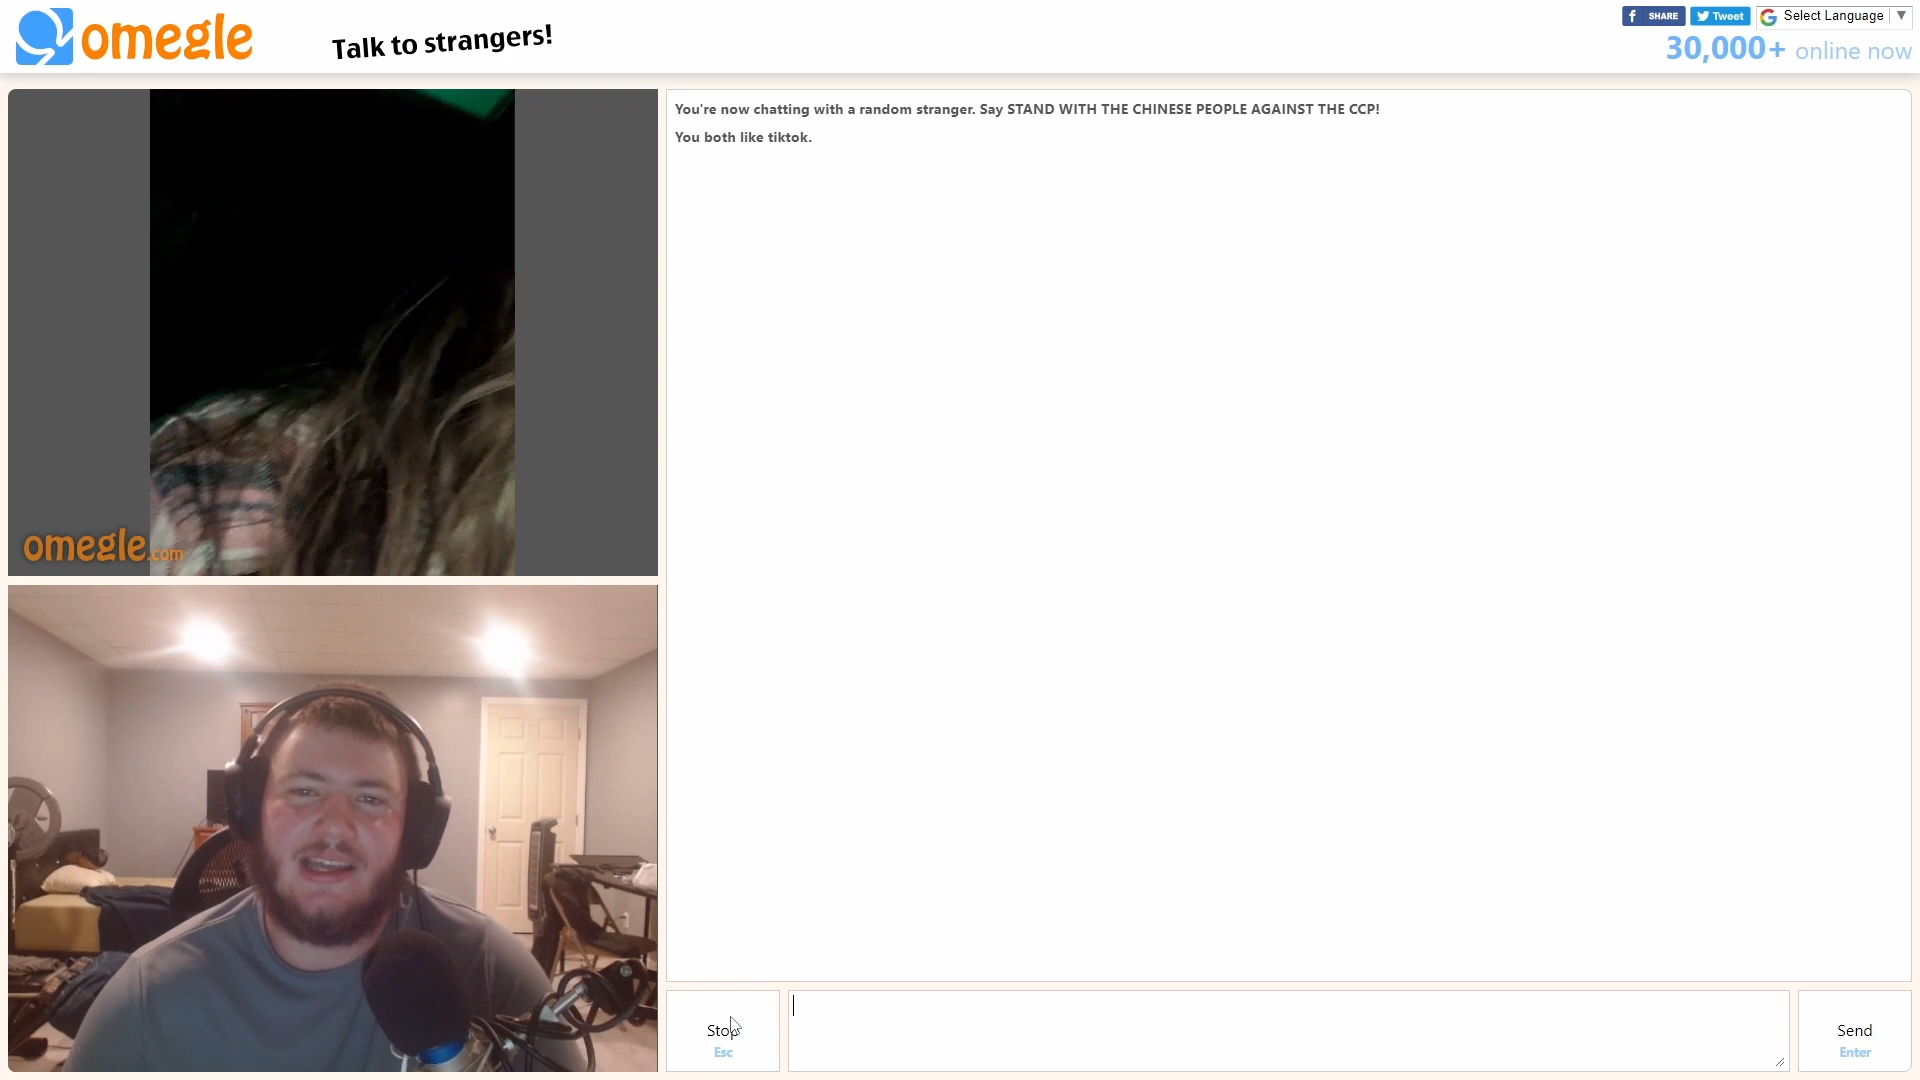 omegle
Talk to strangers!
SHARE
Tweet
Select Language
30,000+ online now
omegle.com
You're now chatting with a random stranger. Say STAND WITH THE CHINESE PEOPLE AGAINST THE CCP!
You both like tiktok.
Stop
Esc
Send
Enter